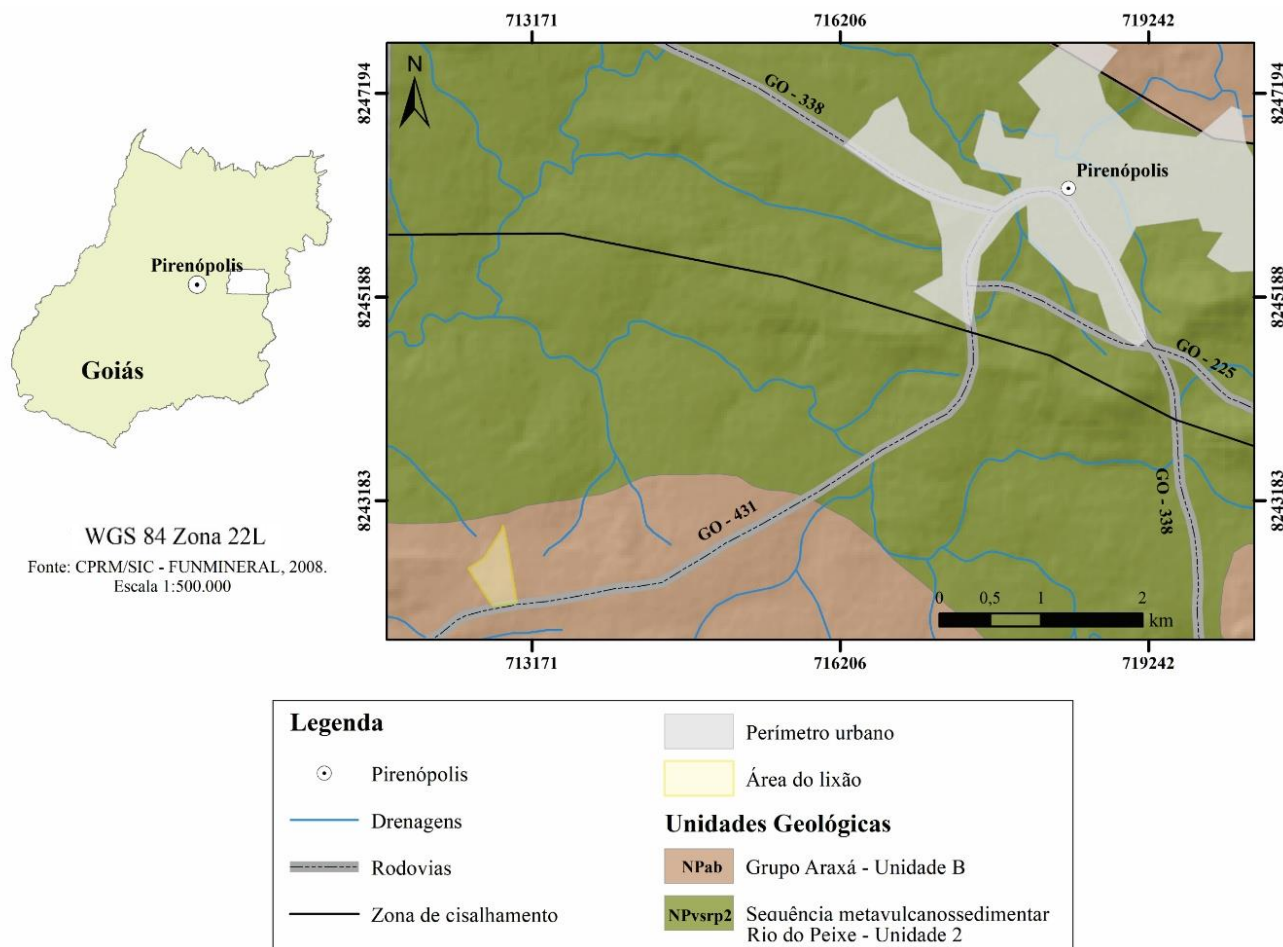 Pirenópolis
Goiás
WGS 84 Zona 22L
Fonte: CPRM/SIC - FUNMINERAL, 2008.
Escala 1:500.000
713171
716206
719242
8247194
8247194
N
GO - 338
Pirenópolis
8245188
8245188
GO - 225
8243183
8243183
GO - 431
GO - 338
0
0,5
1
2
km
713171
716206
719242
Legenda
Pirenópolis
Drenagens
Rodovias
Zona de cisalhamento
Perímetro urbano
Área do lixão
Unidades Geológicas
NPab
Grupo Araxá - Unidade B
NPvsrp2
Sequência metavulcanossedimentar
Rio do Peixe - Unidade 2